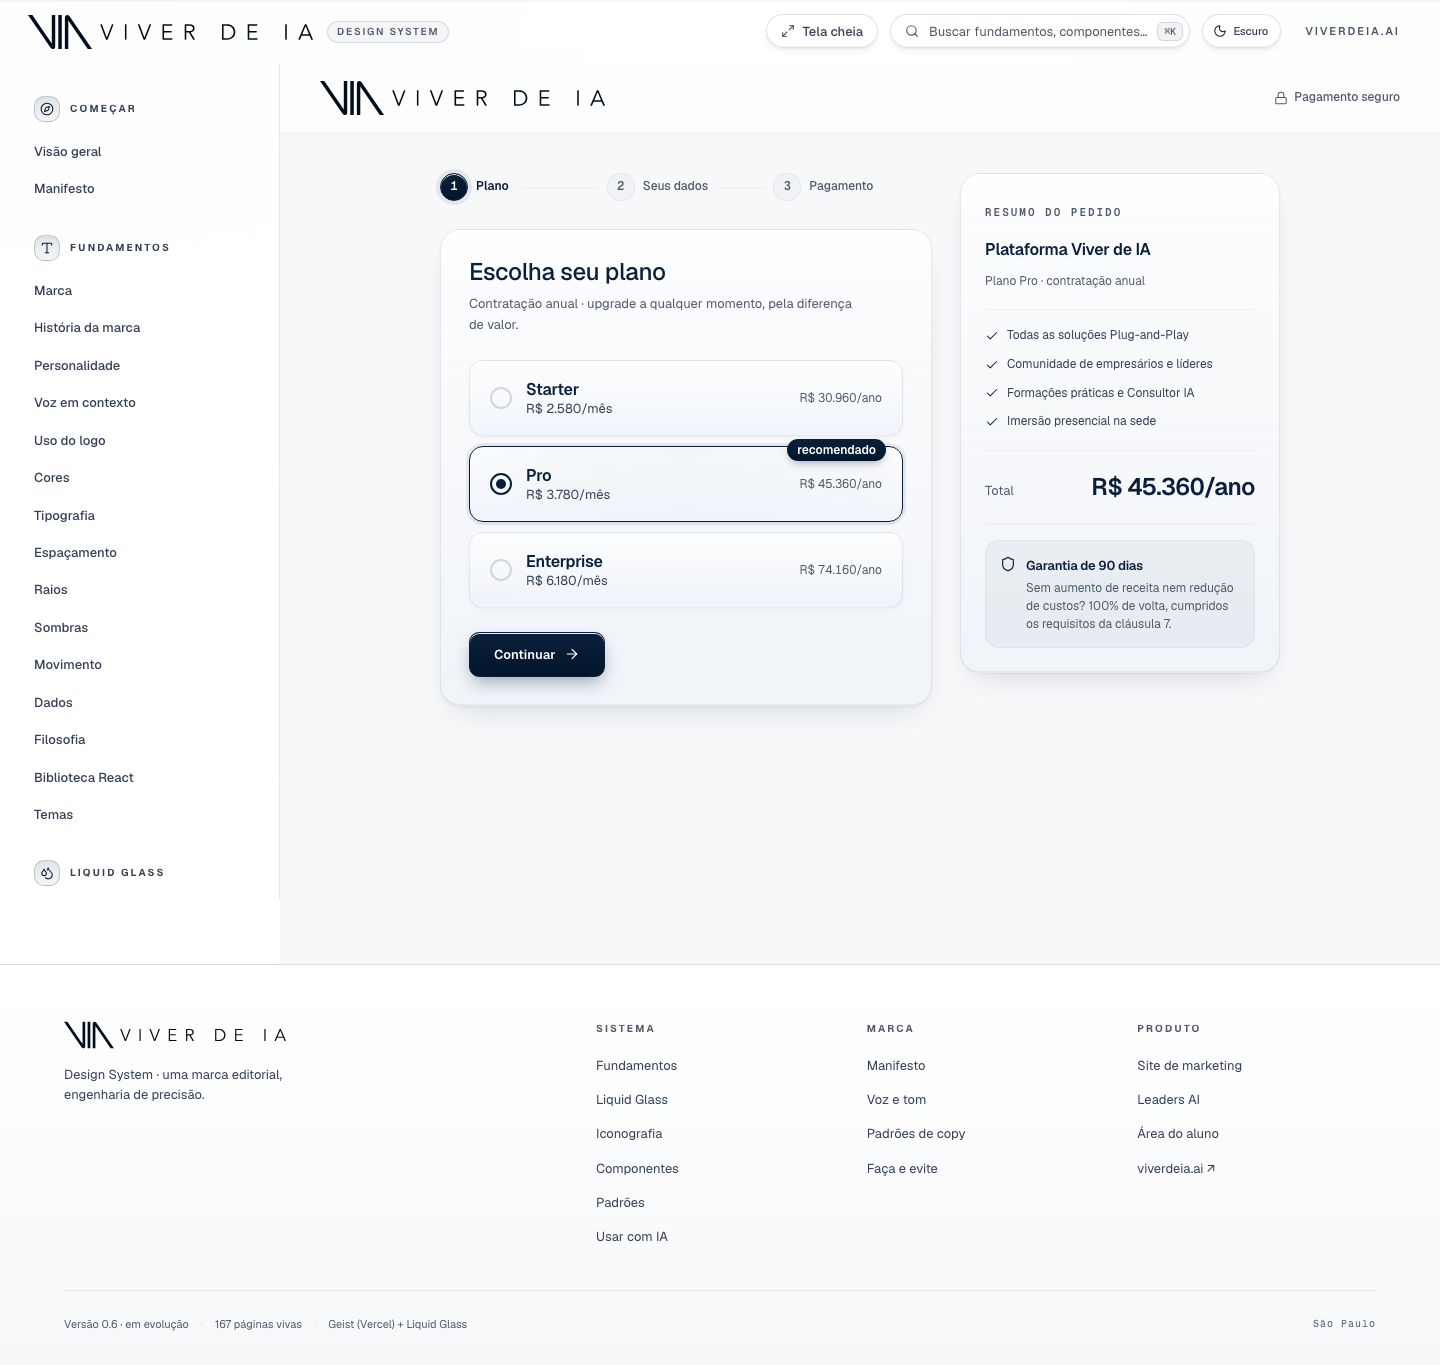 VIVER DE IA
DESIGN SYSTEM
Tela cheia
Buscar fundamentos, componentes...
⌘K
Escuro
VIVERDEIA.AI
COMEÇAR
Visão geral
Manifesto
FUNDAMENTOS
Marca
História da marca
Personalidade
Voz em contexto
Uso do logo
Cores
Tipografia
Espaçamento
Raios
Sombras
Movimento
Dados
Filosofia
Biblioteca React
Temas
LIQUID GLASS
VIVER DE IA
Pagamento seguro
1 Plano
2 Seus dados
3 Pagamento
Escolha seu plano
Contratação anual · upgrade a qualquer momento, pela diferença
de valor.
Starter
R$ 2.580/mês
R$ 30.960/ano
recomendado
Pro
R$ 3.780/mês
R$ 45.360/ano
Enterprise
R$ 6.180/mês
R$ 74.160/ano
Continuar
RESUMO DO PEDIDO
Plataforma Viver de IA
Plano Pro · contratação anual
Todas as soluções Plug-and-Play
Comunidade de empresários e líderes
Formações práticas e Consultor IA
Imersão presencial na sede
Total
R$ 45.360/ano
Garantia de 90 dias
Sem aumento de receita nem redução
de custos? 100% de volta, cumpridos
os requisitos da cláusula 7.
VIVER DE IA
Design System · uma marca editorial,
engenharia de precisão.
SISTEMA
Fundamentos
Liquid Glass
Iconografia
Componentes
Padrões
Usar com IA
MARCA
Manifesto
Voz e tom
Padrões de copy
Faça e evite
PRODUTO
Site de marketing
Leaders AI
Área do aluno
viverdeia.ai ↗
Versão 0.6 · em evolução · 167 páginas vivas · Geist (Vercel) + Liquid Glass
São Paulo